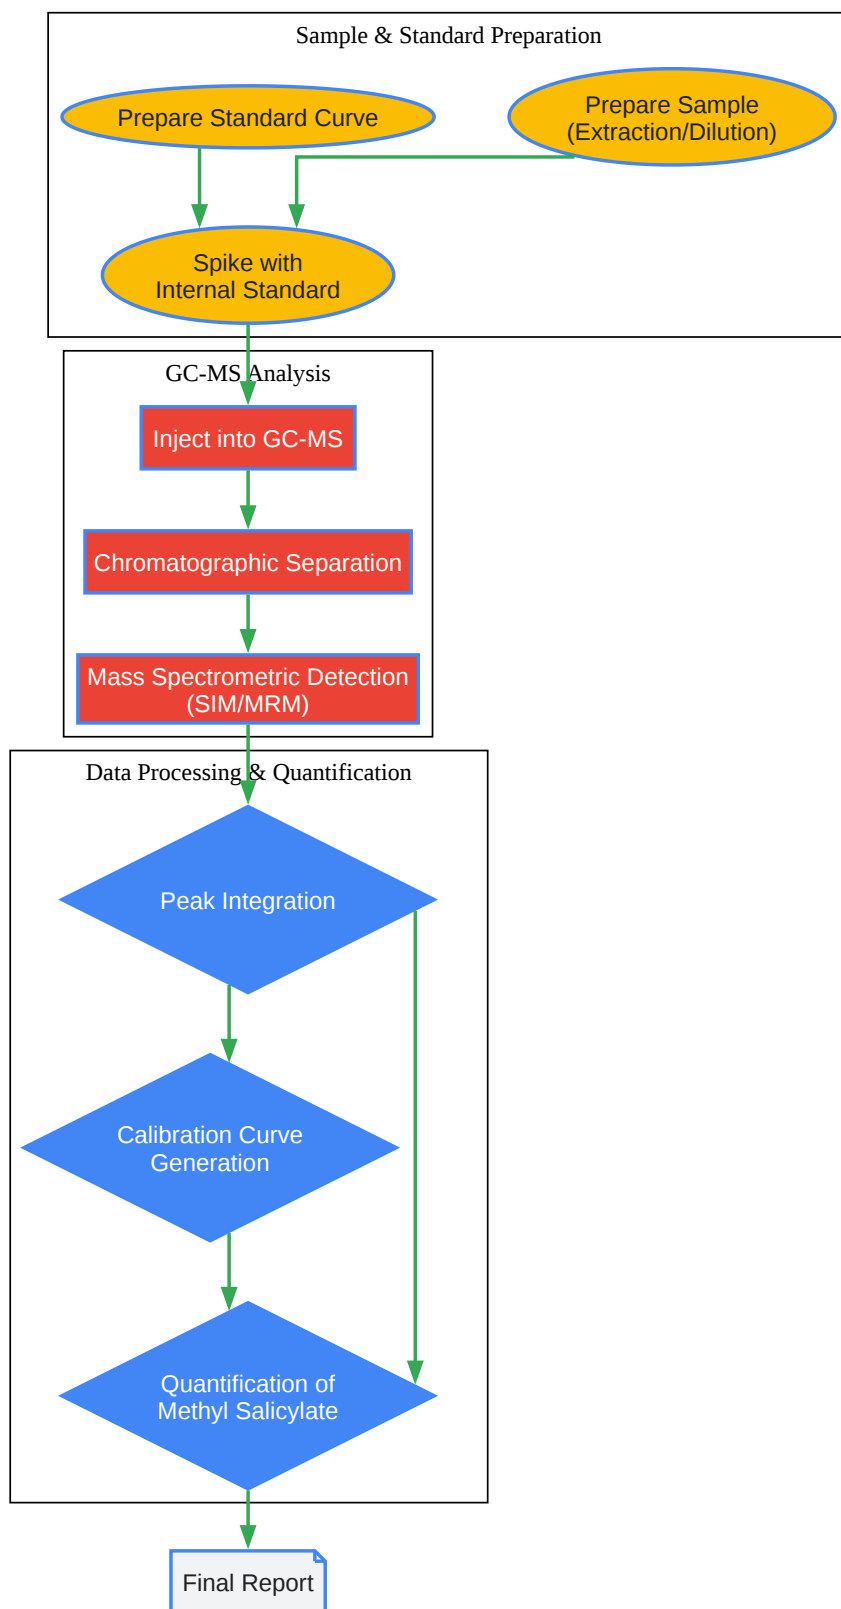 Sample & Standard Preparation
Prepare Standard Curve
Prepare Sample
(Extraction/Dilution)
Spike with
Internal Standard
GC-MS Analysis
Inject into GC-MS
Chromatographic Separation
Mass Spectrometric Detection
(SIM/MRM)
Data Processing & Quantification
Peak Integration
Calibration Curve
Generation
Quantification of
Methyl Salicylate
Final Report